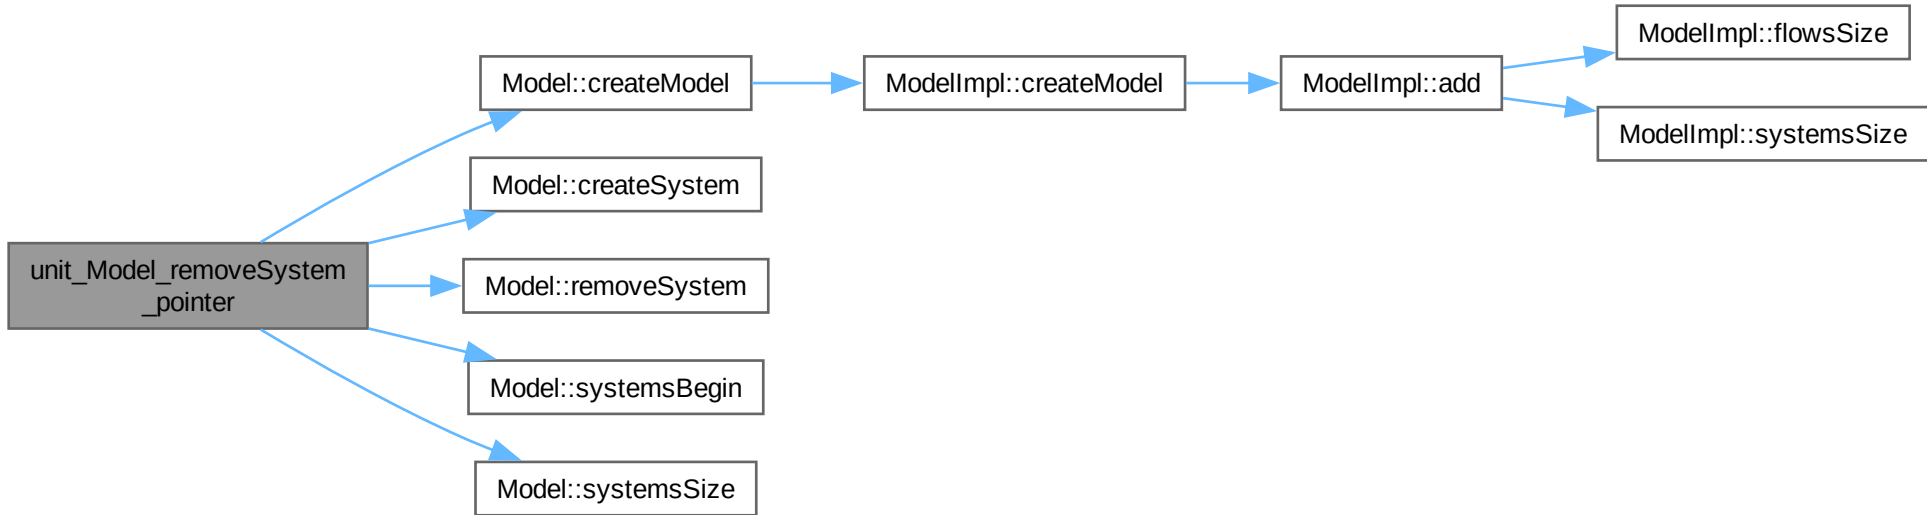 unit_Model_removeSystem
_pointer
Model::createModel
Model::createSystem
Model::removeSystem
Model::systemsBegin
Model::systemsSize
ModelImpl::createModel
ModelImpl::add
ModelImpl::flowsSize
ModelImpl::systemsSize